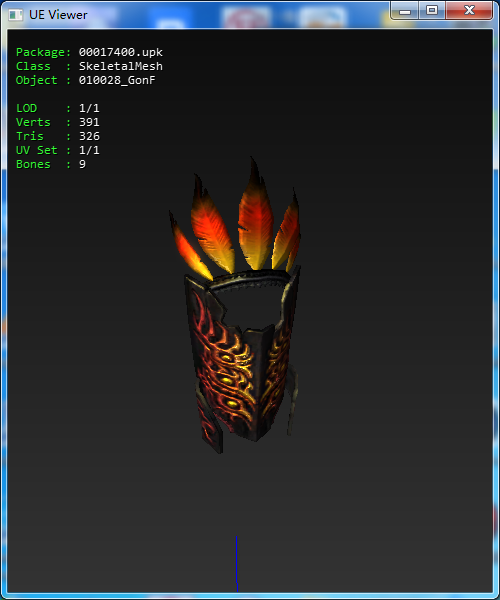 UE Viewer
Package: 00017400.upk
Class : SkeletalMesh
Object : 010028_GonF
LOD : 1/1
Verts : 391
Tris : 326
UV Set : 1/1
Bones : 9